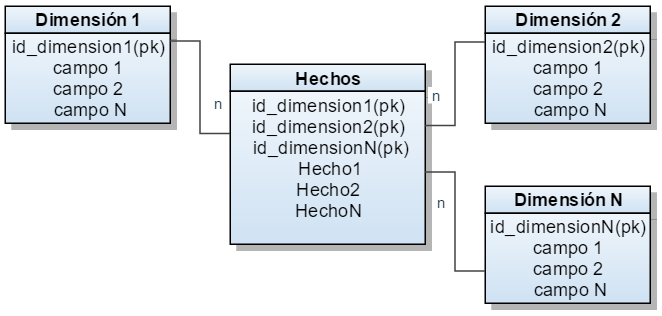 Dimensión 1
id_dimension1(pk)
campo 1
campo 2
campo N
n
Hechos
id_dimension1(pk)
id_dimension2(pk)
id_dimensionN(pk)
Hecho1
Hecho2
HechoN
n
Dimensión 2
id_dimension2(pk)
campo 1
campo 2
campo N
n
Dimensión N
id_dimensionN(pk)
campo 1
campo 2
campo N